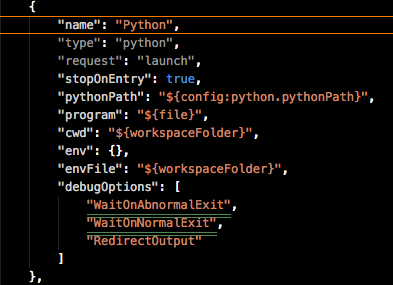 {
"name": "Python",
"type": "python",
"request": "launch",
"stopOnEntry": true,
"pythonPath": "${config:python.pythonPath}",
"program": "${file}",
"cwd": "${workspaceFolder}",
"env": {},
"envFile": "${workspaceFolder}",
"debugOptions": [
"WaitOnAbnormalExit",
"WaitOnNormalExit",
"RedirectOutput"
]
},